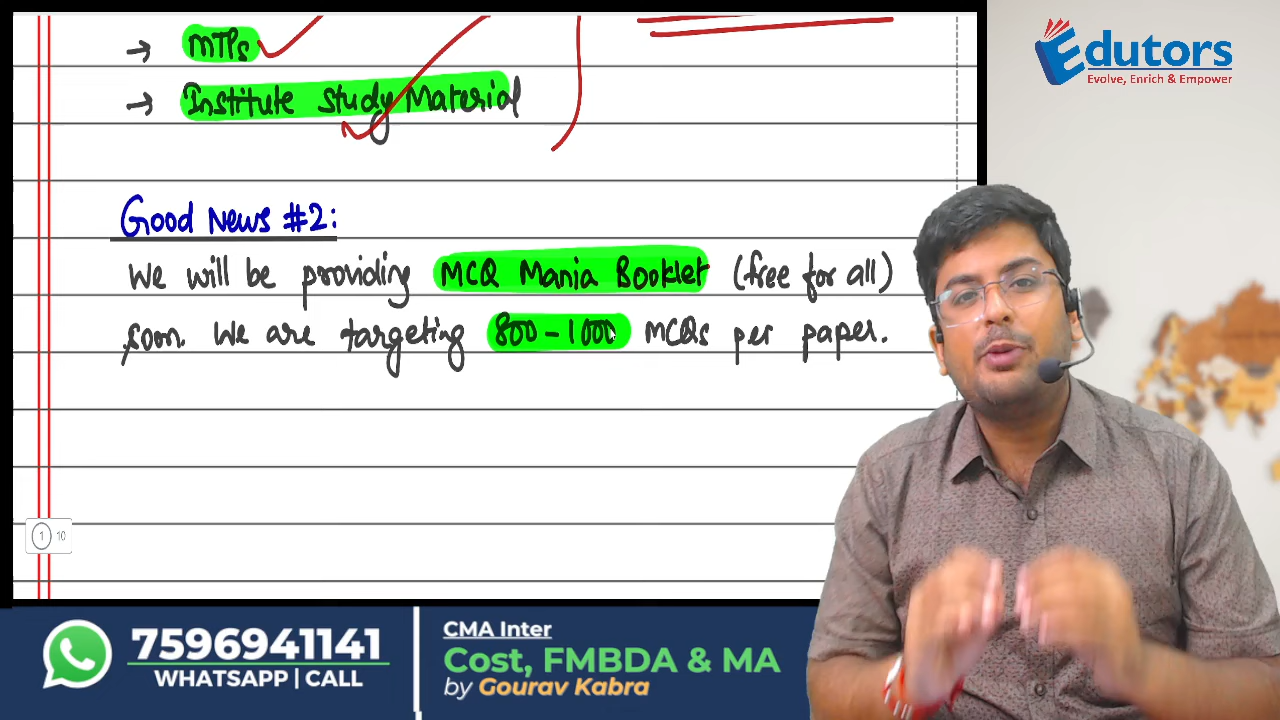 → MTPs
→ Institute Study Material
Good News #2:
We will be providing MCQ Mania Booklet (free for all)
soon. We are targeting 800-1000 MCQs per paper.
1 10
Edutors
Evolve, Enrich & Empower
7596941141
WHATSAPP | CALL
CMA Inter
Cost, FMBDA & MA
by Gourav Kabra